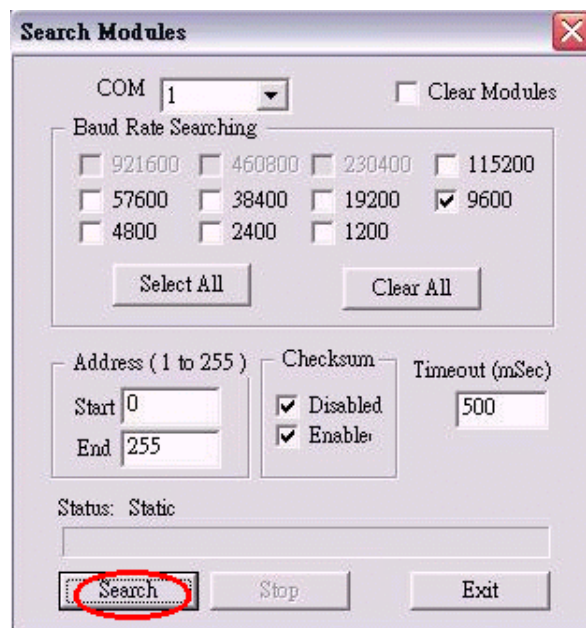 Search Modules
COM 1 Clear Modules
Baud Rate Searching
921600 460800 230400 115200
57600 38400 19200 9600
4800 2400 1200
Select All Clear All
Address ( 1 to 255 ) Checksum Timeout (mSec)
Start 0 Disabled 500
End 255 Enable
Status: Static
Search Stop Exit